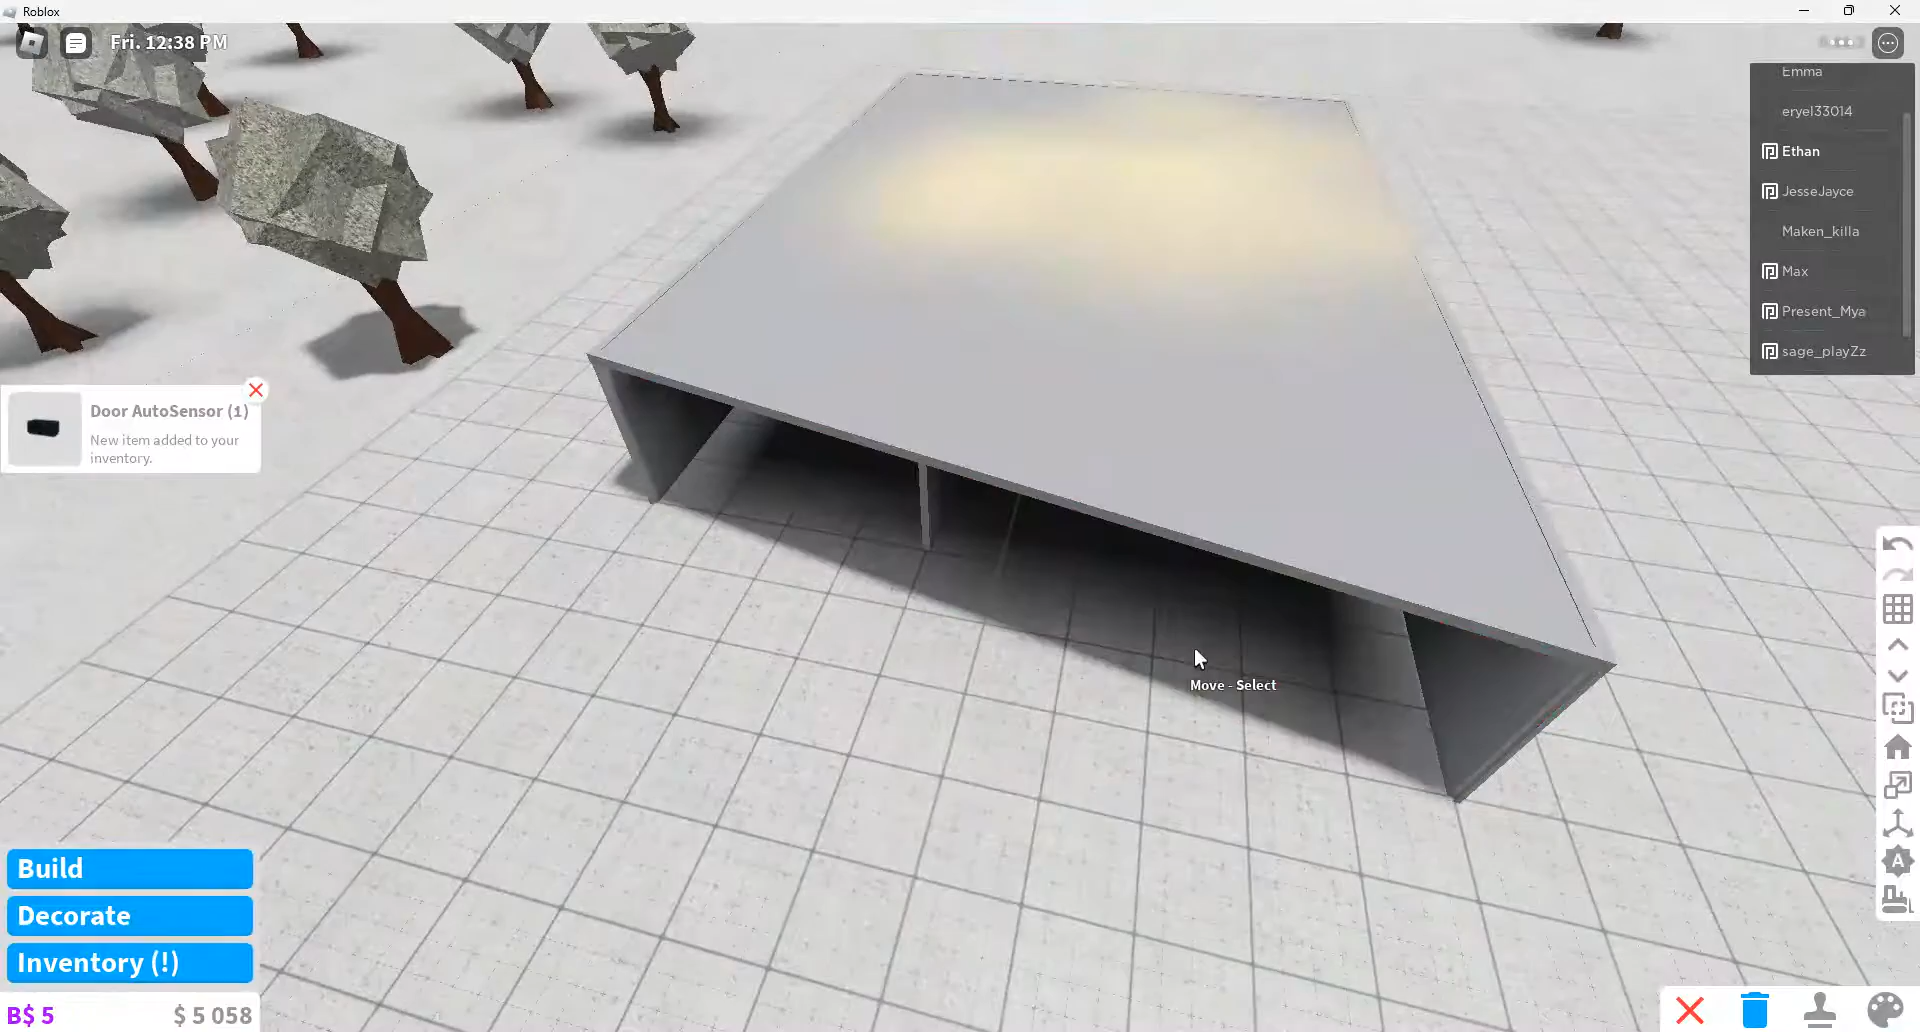 Roblox
Fri. 12:38 PM
Emma
eryel33014
Ethan
JesseJayce
Maken_killa
Max
Present_Mya
sage_playZz
Door AutoSensor (1)
New item added to your
inventory.
Move - Select
Build
Decorate
Inventory (!)
B$ 5
$ 5 058
A